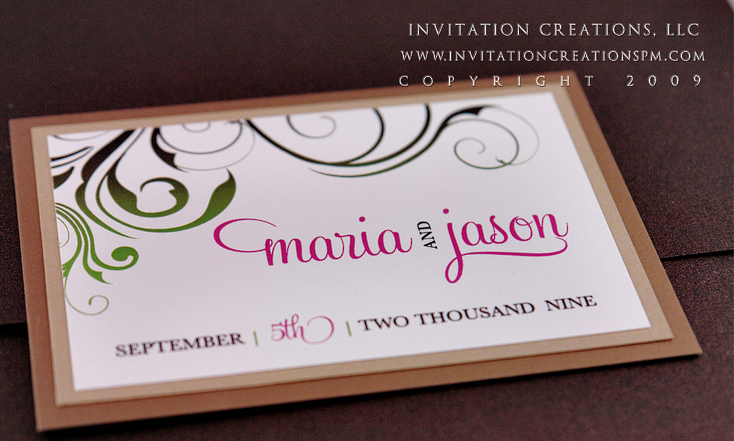 INVITATION CREATIONS, LLC
WWW.INVITATIONCREATIONSPM.COM
COPYRIGHT 2009
maria AND jason
SEPTEMBER | 5th | TWO THOUSAND NINE